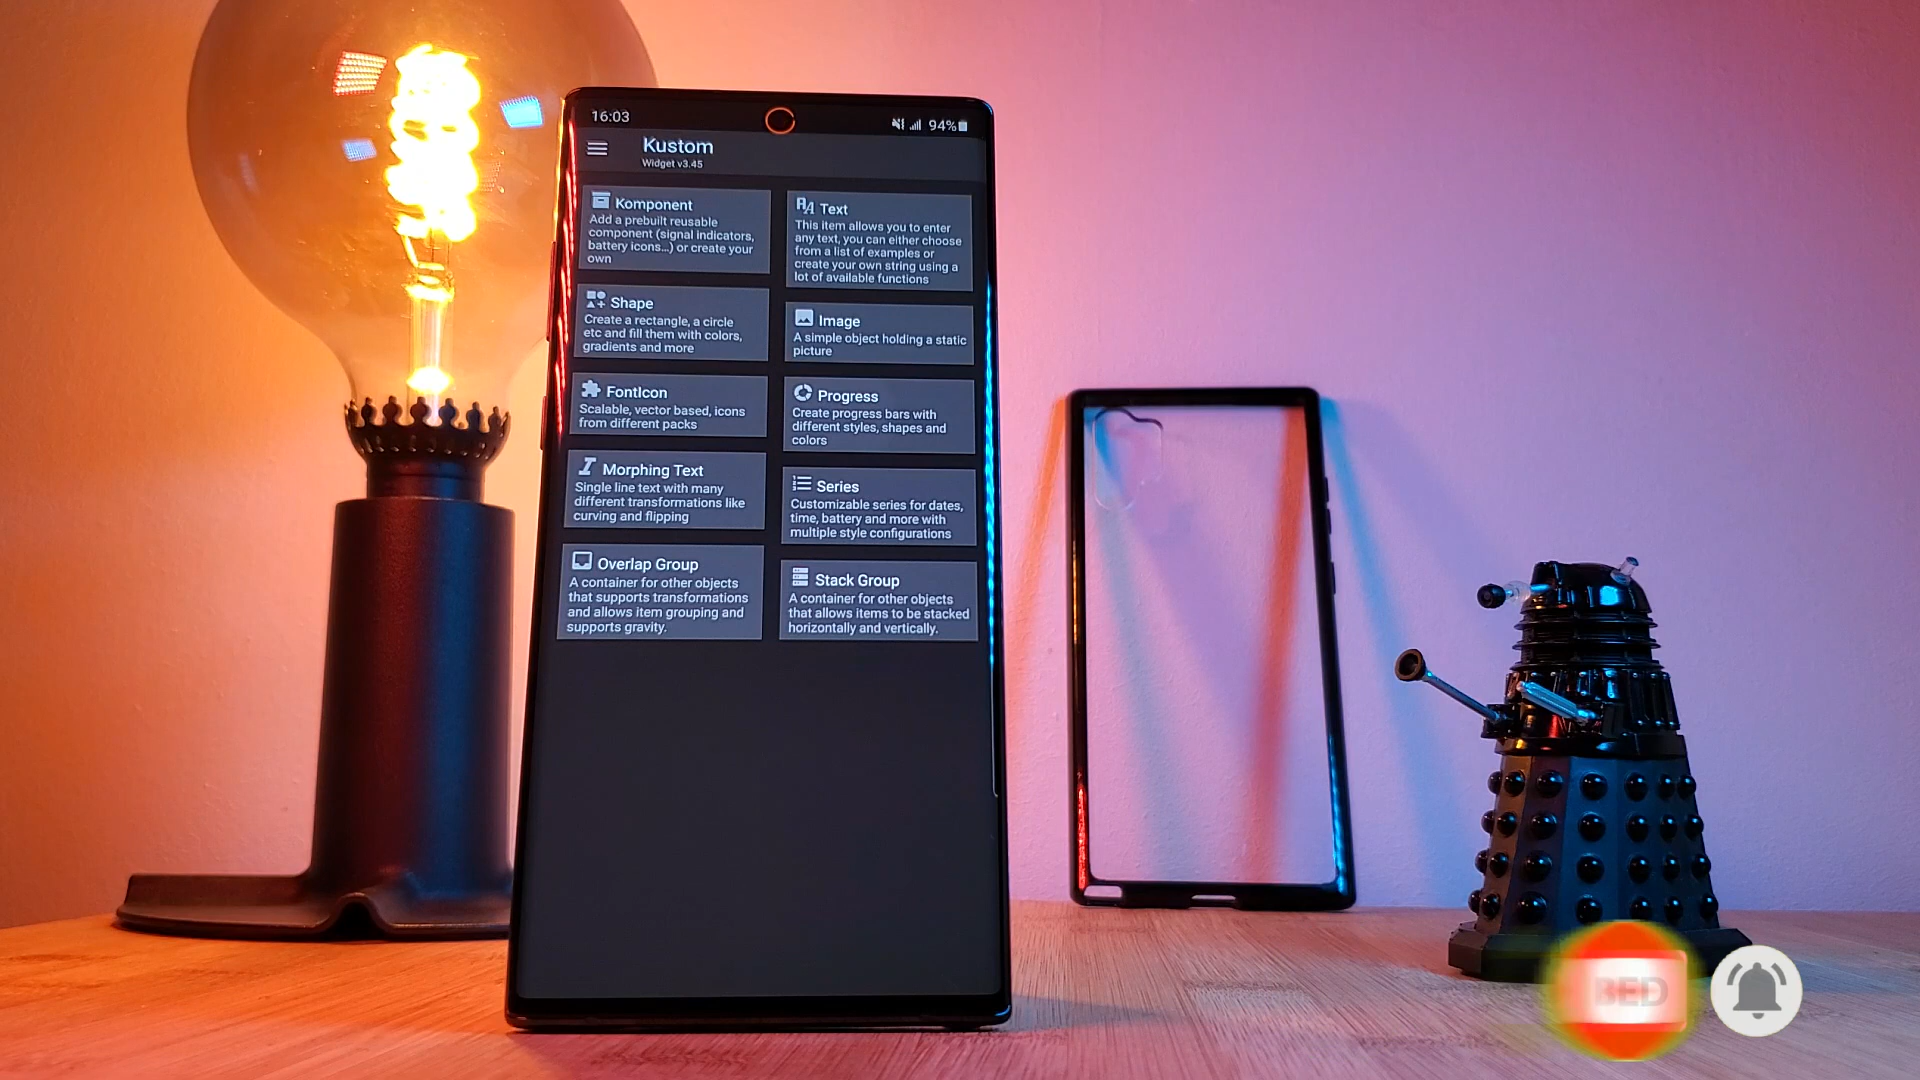 16:03
94%
Kustom
Widget v3.45
Komponent
Add a prebuilt reusable
component (signal indicators,
battery icons...) or create your
own
Text
This item allows you to enter
any text, you can either choose
from a list of examples or
create your own string using a
lot of available functions
Shape
Create a rectangle, a circle
etc and fill them with colors,
gradients and more
Image
A simple object holding a static
picture
FontIcon
Scalable, vector based, icons
from different packs
Progress
Create progress bars with
different styles, shapes and
colors
Morphing Text
Single line text with many
different transformations like
curving and flipping
Series
Customizable series for dates,
time, battery and more with
multiple style configurations
Overlap Group
A container for other objects
that supports transformations
and allows item grouping and
supports gravity.
Stack Group
A container for other objects
that allows items to be stacked
horizontally and vertically.
BED